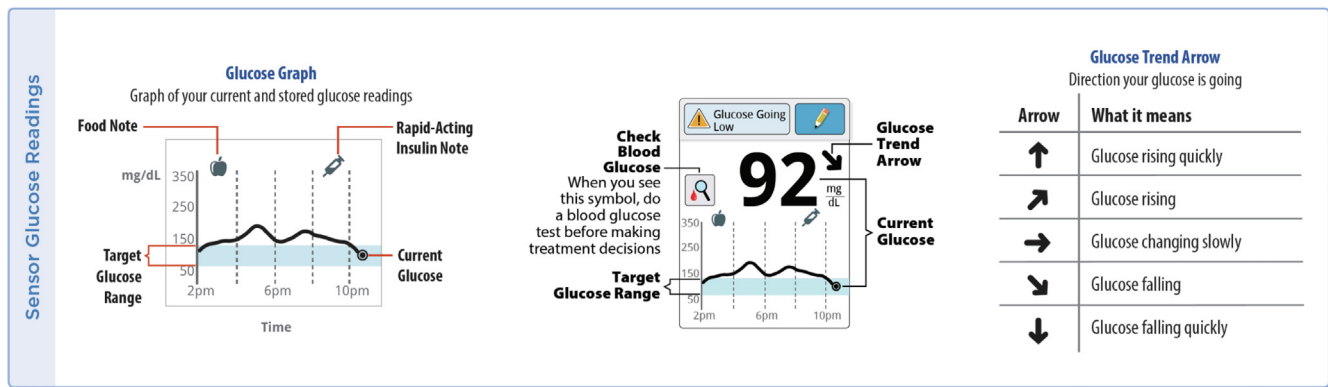 Sensor Glucose Readings
Glucose Graph
Graph of your current and stored glucose readings
Food Note
Rapid-Acting
Insulin Note
mg/dL
350
250
150
50
Target
Glucose
Range
Current
Glucose
2pm 6pm 10pm
Time
Check
Blood
Glucose
When you see
this symbol, do
a blood glucose
test before making
treatment decisions
Target
Glucose Range
Glucose Going
Low
92
mg
dL
350
250
150
50
2pm 6pm 10pm
Glucose
Trend
Arrow
Current
Glucose
Glucose Trend Arrow
Direction your glucose is going
Arrow What it means
Glucose rising quickly
Glucose rising
Glucose changing slowly
Glucose falling
Glucose falling quickly